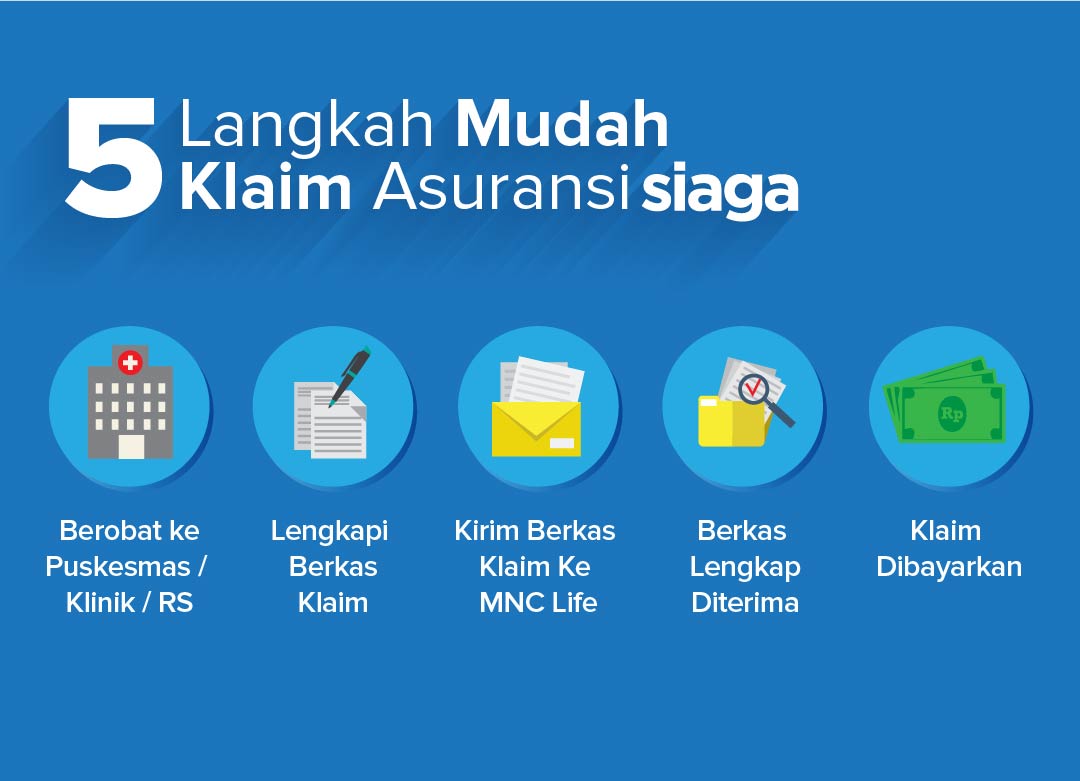 5 Langkah Mudah
Klaim Asuransi siaga
Berobat ke
Puskesmas /
Klinik / RS
Lengkapi
Berkas
Klaim
Kirim Berkas
Klaim Ke
MNC Life
Berkas
Lengkap
Diterima
Rp
Klaim
Dibayarkan